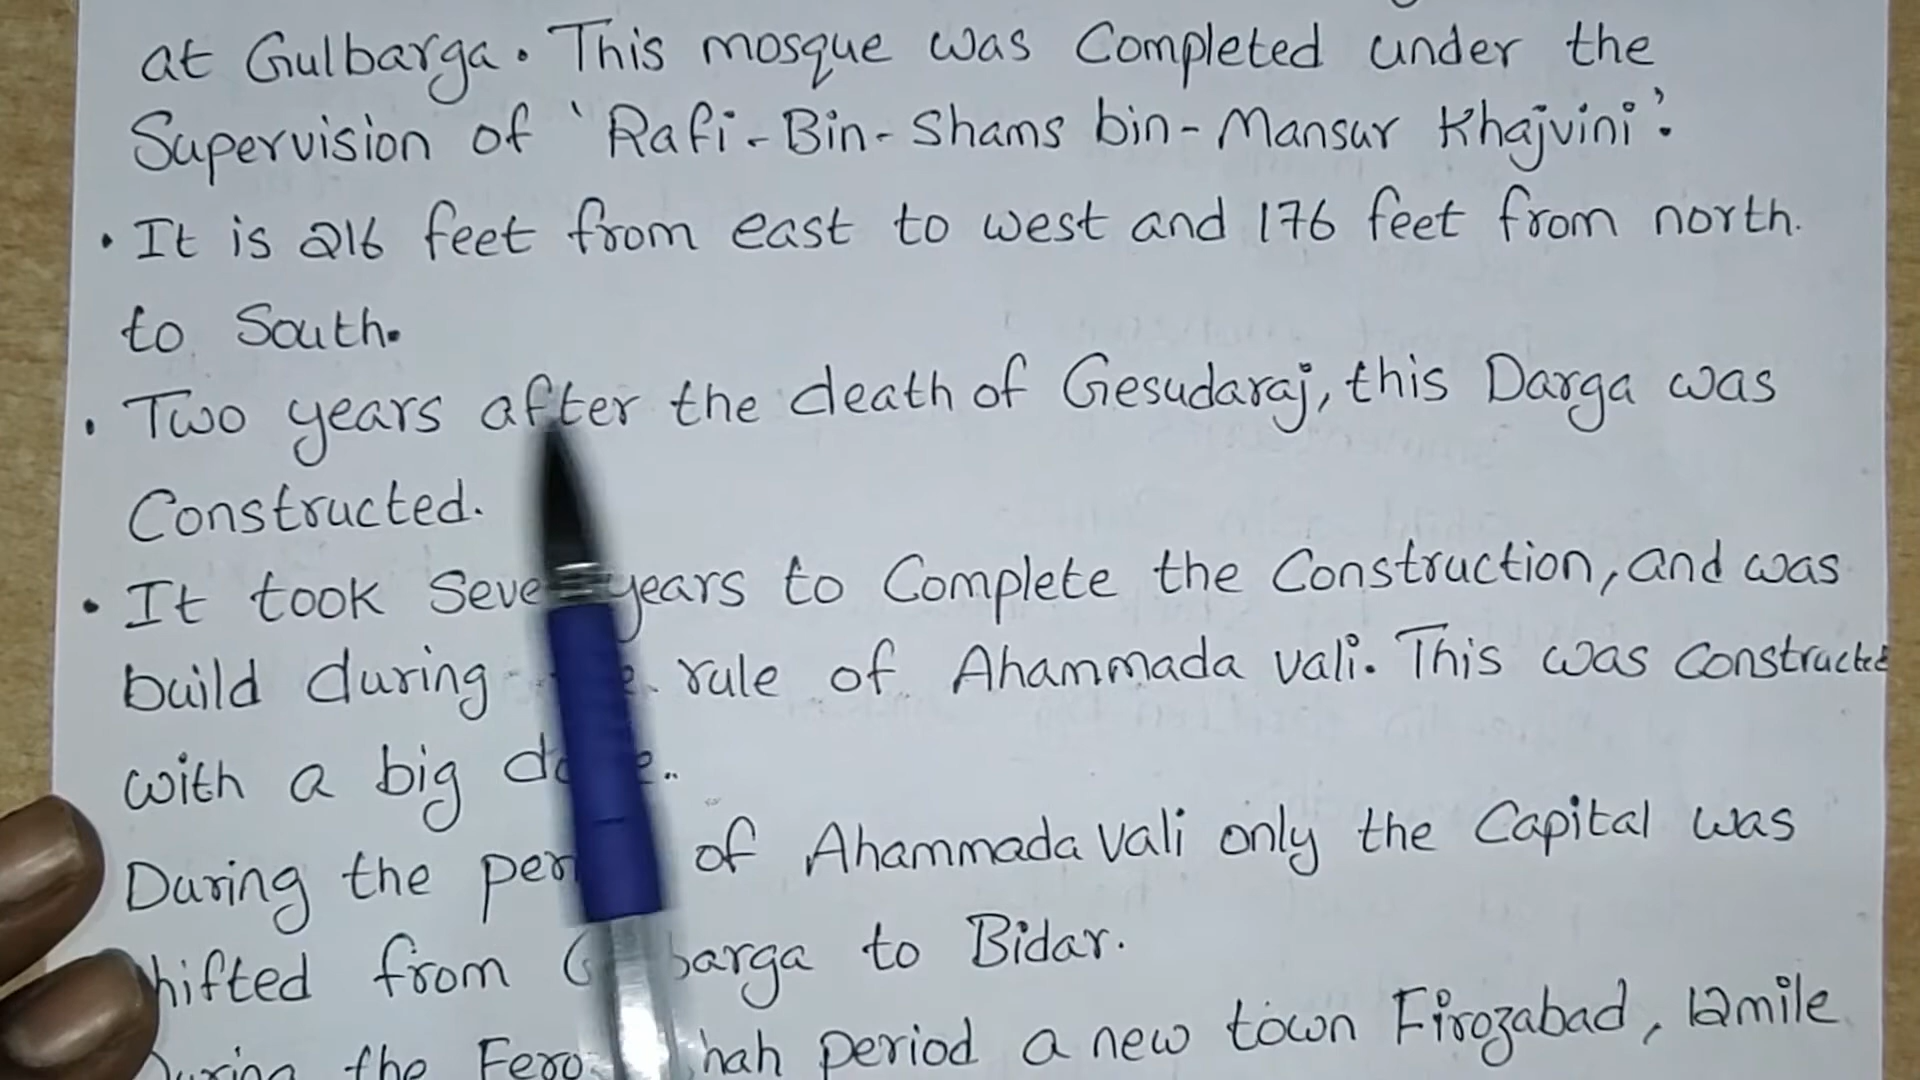 at Gulbarga. This mosque was Completed under the
Supervision of 'Rafi-Bin-Shams bin-Mansur Khajvini'.
• It is 216 feet from east to west and 176 feet from north.
to South.
• Two years after the death of Gesudaraj, this Darga was
Constructed.
• It took years to Complete the Construction, and was
build during rule of Ahammada vali. This was constructed
with a big
During the of Ahammada vali only the Capital was
from to Bidar.
the period a new town Firozabad, 12mile